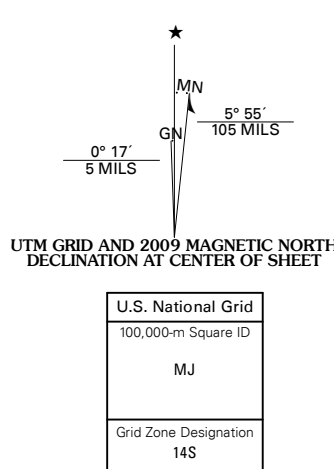 ★
MN
5° 55´
105 MILS
GN
0° 17´
5 MILS
UTM GRID AND 2009 MAGNETIC NORTH
DECLINATION AT CENTER OF SHEET
U.S. National Grid
100,000-m Square ID
MJ
Grid Zone Designation
14S